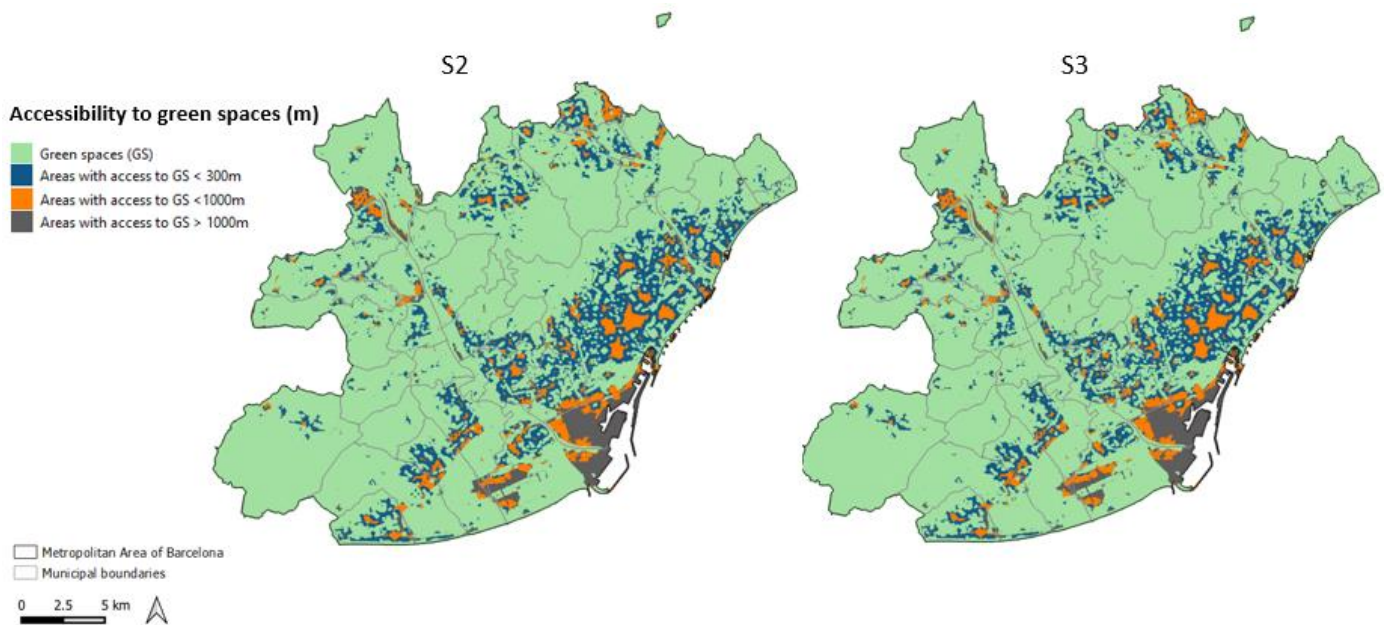 S2
S3
Accessibility to green spaces (m)
Green spaces (GS)
Areas with access to GS < 300m
Areas with access to GS <1000m
Areas with access to GS > 1000m
Metropolitan Area of Barcelona
Municipal boundaries
0 2.5 5 km